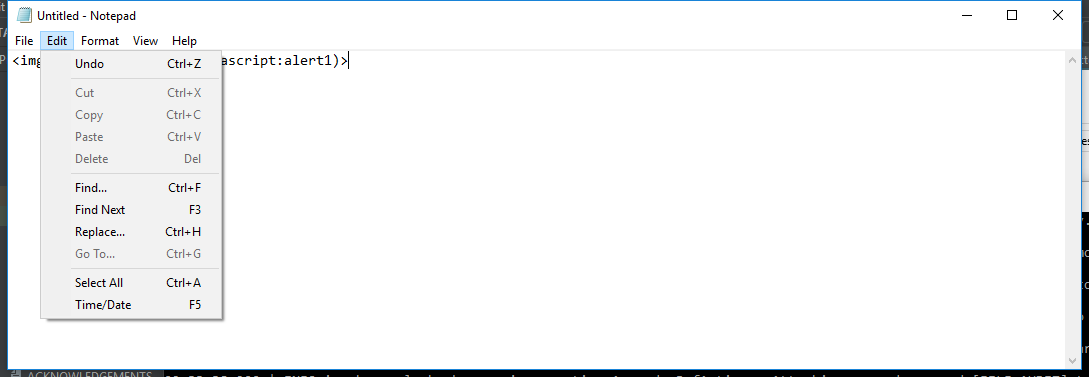 Untitled - Notepad
File Edit Format View Help
<img ascript:alert1)>
Undo Ctrl+Z
Cut Ctrl+X
Copy Ctrl+C
Paste Ctrl+V
Delete Del
Find... Ctrl+F
Find Next F3
Replace... Ctrl+H
Go To... Ctrl+G
Select All Ctrl+A
Time/Date F5
ACKNOWLEDGEMENTS